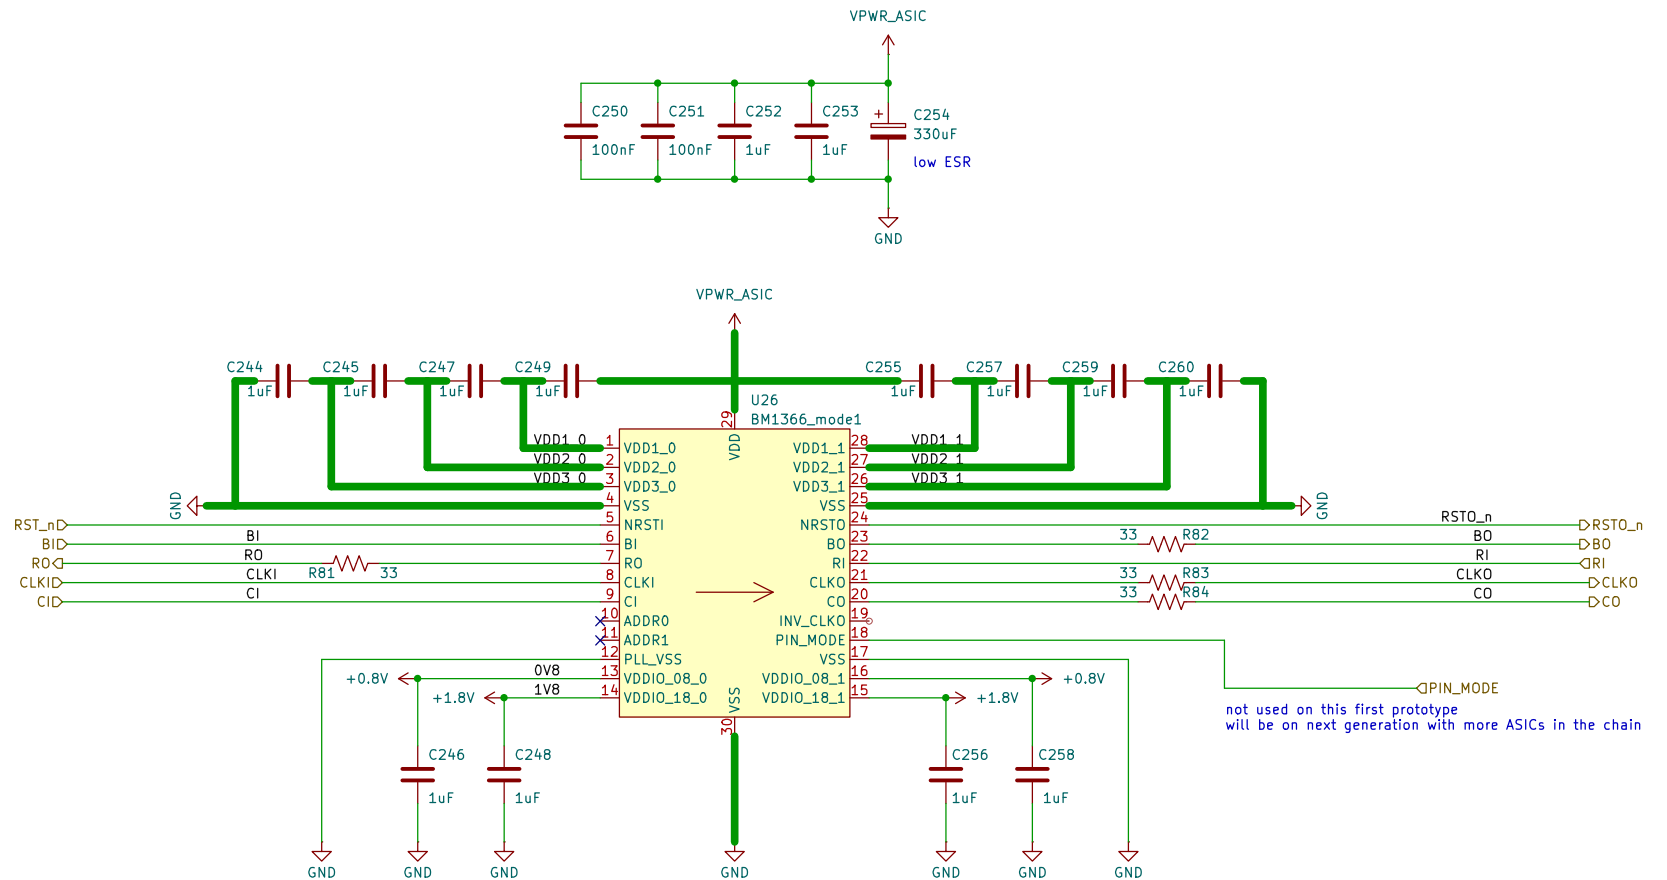 VPWR_ASIC
C250
C251
C252
C253
+
C254
330uF
100nF
100nF
1uF
1uF
low ESR
GND
VPWR_ASIC
C244
C245
C247
C249
C255
C257
C259
C260
1uF
1uF
1uF
1uF
1uF
1uF
1uF
1uF
U26
BM1366_mode1
29
VDD
VDD1_0
1
VDD1_0
VDD1_1
28
VDD1_1
VDD2_0
2
VDD2_0
VDD2_1
27
VDD2_1
VDD3_0
3
VDD3_0
VDD3_1
26
VDD3_1
GND
4
VSS
VSS
25
GND
RST_n
5
NRSTI
NRSTO
24
RSTO_n
RSTO_n
BI
BI
6
BI
BO
23
33
R82
BO
BO
RO
RO
R81
33
7
RO
RI
22
RI
RI
CLKI
CLKI
8
CLKI
CLKO
21
33
R83
CLKO
CLKO
CI
CI
9
CI
CO
20
33
R84
CO
CO
10
ADDR0
INV_CLKO
19
11
ADDR1
PIN_MODE
18
12
PLL_VSS
VSS
17
+0.8V
0V8
13
VDDIO_08_0
VDDIO_08_1
16
+0.8V
+1.8V
1V8
14
VDDIO_18_0
VDDIO_18_1
15
+1.8V
PIN_MODE
not used on this first prototype
will be on next generation with more ASICs in the chain
VSS
30
C246
C248
C256
C258
1uF
1uF
1uF
1uF
GND
GND
GND
GND
GND
GND
GND